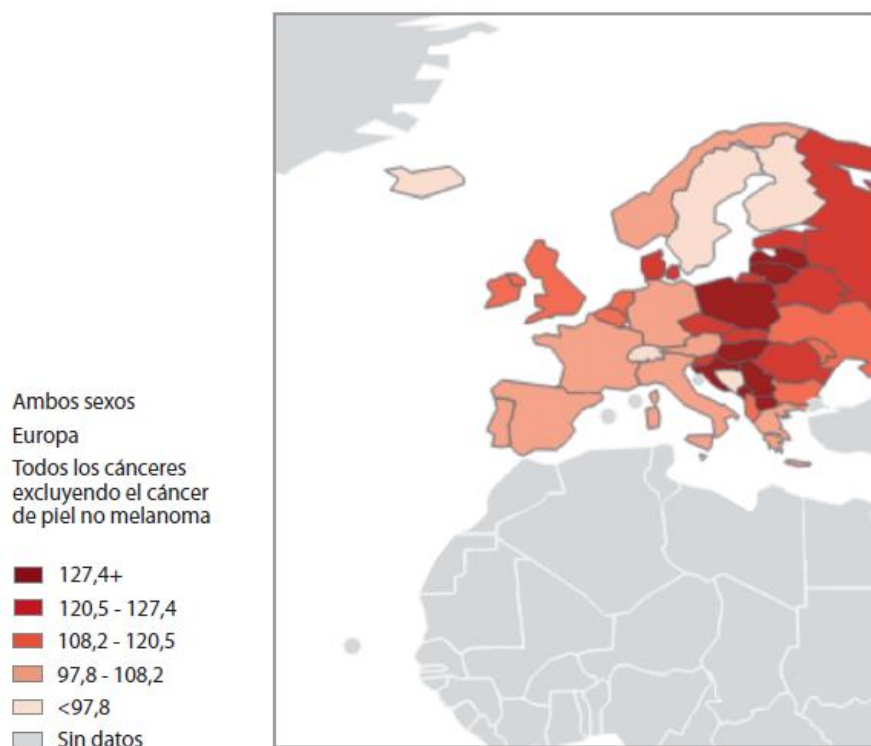 Ambos sexos
Europa
Todos los cánceres
excluyendo el cáncer
de piel no melanoma
127,4+
120,5 - 127,4
108,2 - 120,5
97,8 - 108,2
<97,8
Sin datos